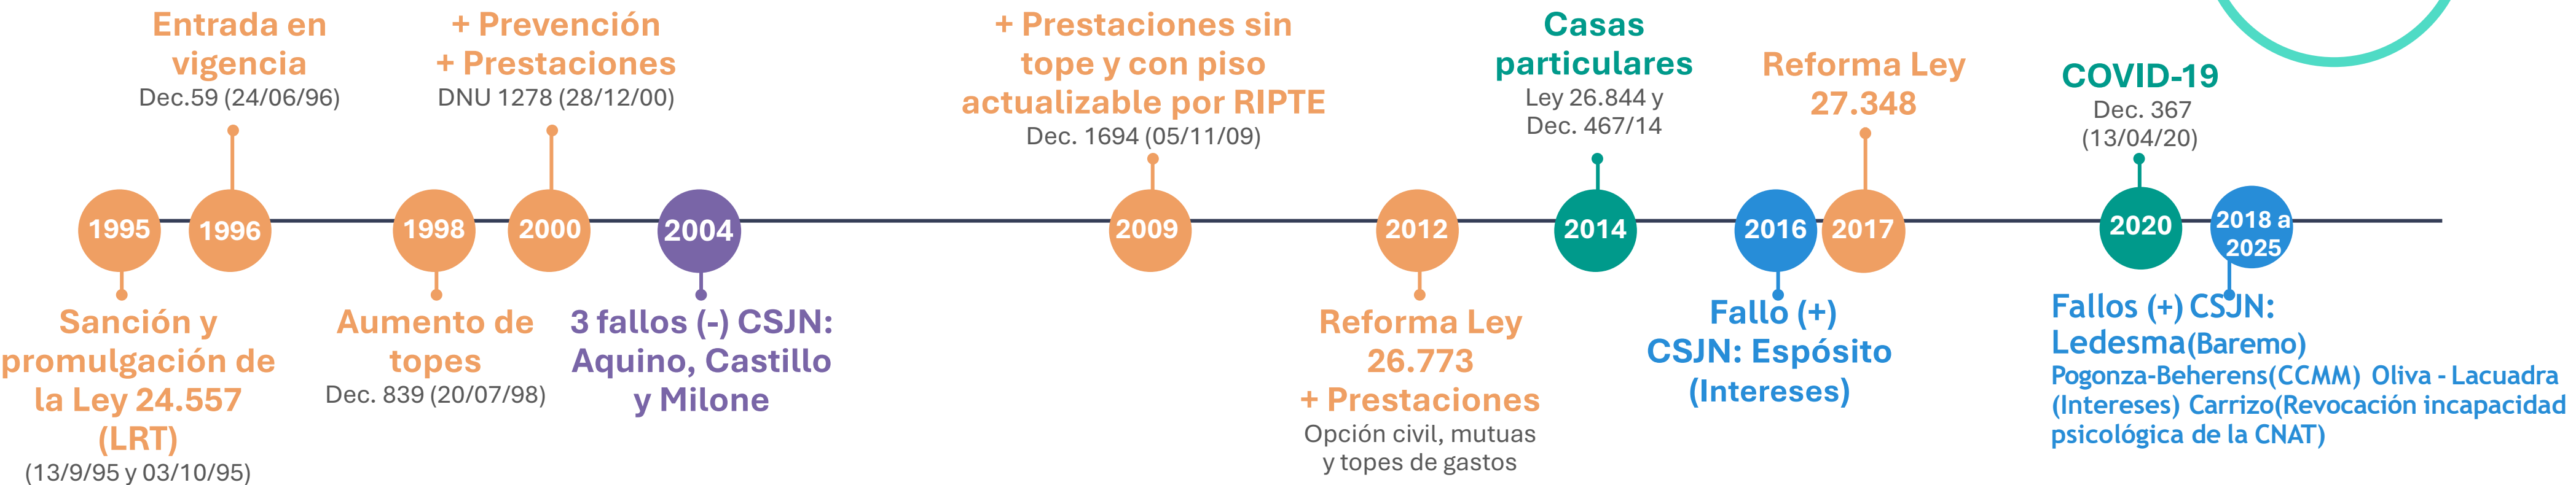 Entrada en
vigencia
Dec.59 (24/06/96)
+ Prevención
+ Prestaciones
DNU 1278 (28/12/00)
+ Prestaciones sin
tope y con piso
actualizable por RIPTE
Dec. 1694 (05/11/09)
Casas
particulares
Ley 26.844 y
Dec. 467/14
Reforma Ley
27.348
COVID-19
Dec. 367
(13/04/20)
1995
1996
1998
2000
2004
2009
2012
2014
2016
2017
2020
2018 a
2025
Sanción y
promulgación de
la Ley 24.557
(LRT)
(13/9/95 y 03/10/95)
Aumento de
topes
Dec. 839 (20/07/98)
3 fallos (-) CSJN:
Aquino, Castillo
y Milone
Reforma Ley
26.773
+ Prestaciones
Opción civil, mutuas
y topes de gastos
Fallo (+)
CSJN: Espósito
(Intereses)
Fallos (+) CSJN:
Ledesma(Baremo)
Pogonza-Beherens(CCMM) Oliva - Lacuadra
(Intereses) Carrizo(Revocación incapacidad
psicológica de la CNAT)